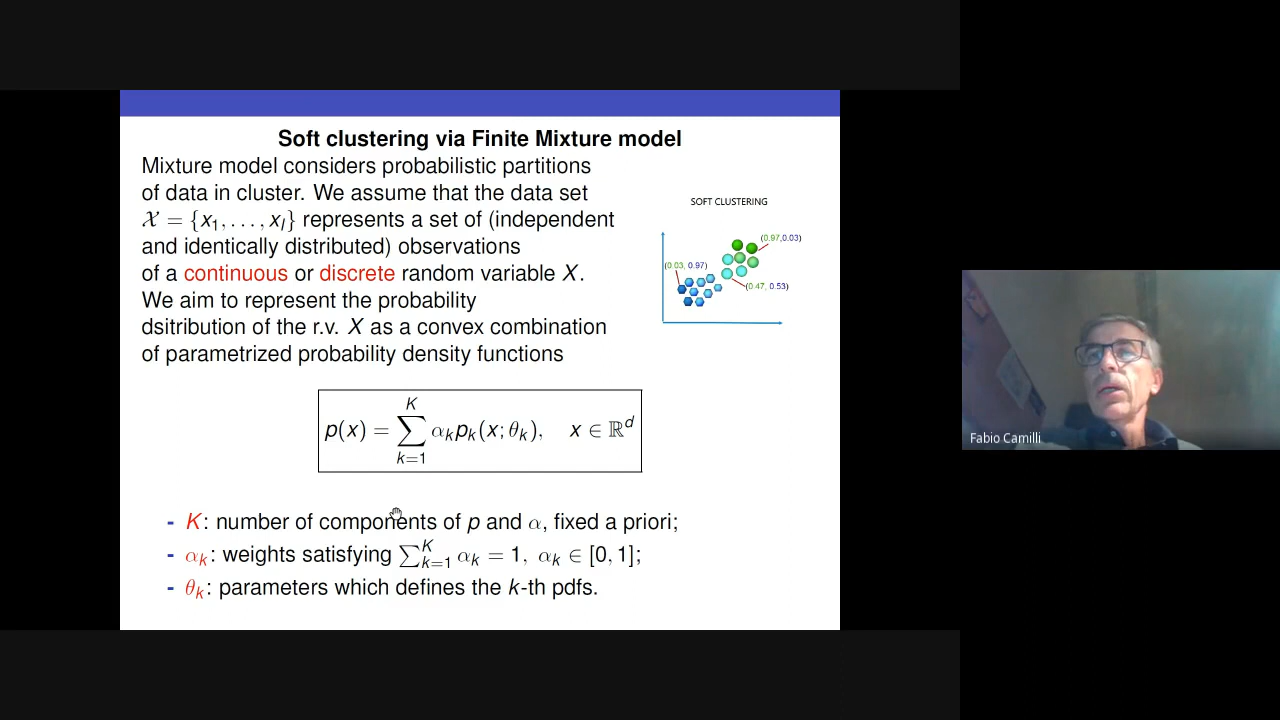 Soft clustering via Finite Mixture model
Mixture model considers probabilistic partitions
of data in cluster. We assume that the data set
𝒳 = {x₁, . . . , x_I} represents a set of (independent
and identically distributed) observations
of a continuous or discrete random variable X.
We aim to represent the probability
dsitribution of the r.v. X as a convex combination
of parametrized probability density functions
SOFT CLUSTERING
(0.97,0.03)
(0.03, 0.97)
(0.47, 0.53)
p(x) = ∑_{k=1}^{K} α_k p_k(x; θ_k), x ∈ ℝ^d
- K: number of components of p and α, fixed a priori;
- α_k: weights satisfying ∑_{k=1}^{K} α_k = 1, α_k ∈ [0, 1];
- θ_k: parameters which defines the k-th pdfs.
Fabio Camilli